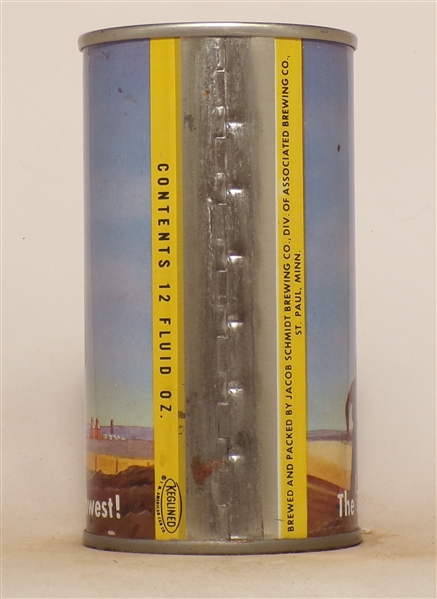 CONTENTS 12 FLUID OZ.
KEGLINED
BREWED AND PACKED BY JACOB SCHMIDT BREWING CO., DIV. OF ASSOCIATED BREWING CO.,
ST. PAUL, MINN.
west!
The